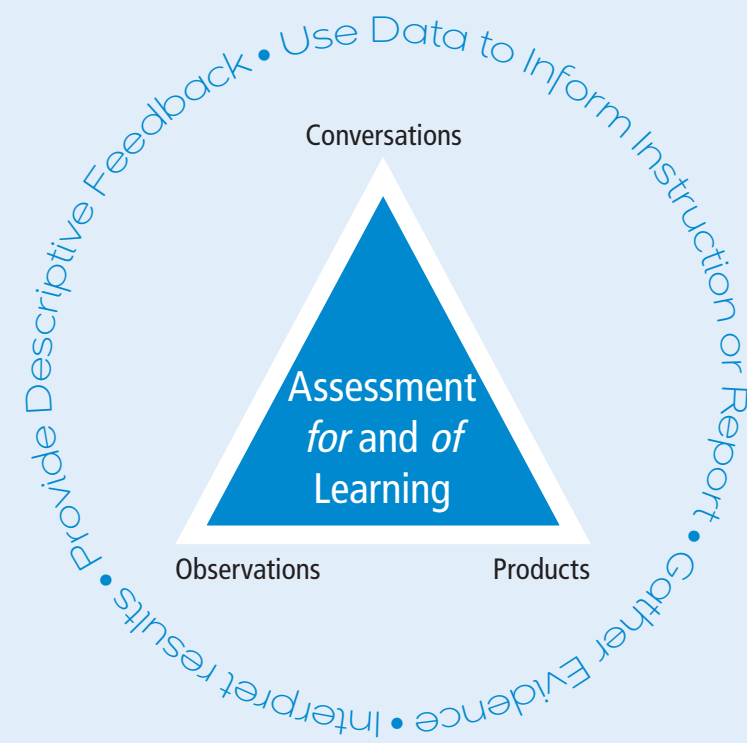 Use Data to Inform Instruction or Report • Gather Evidence • Interpret results • Provide Descriptive Feedback •
Conversations
Assessment
for and of
Learning
Observations
Products